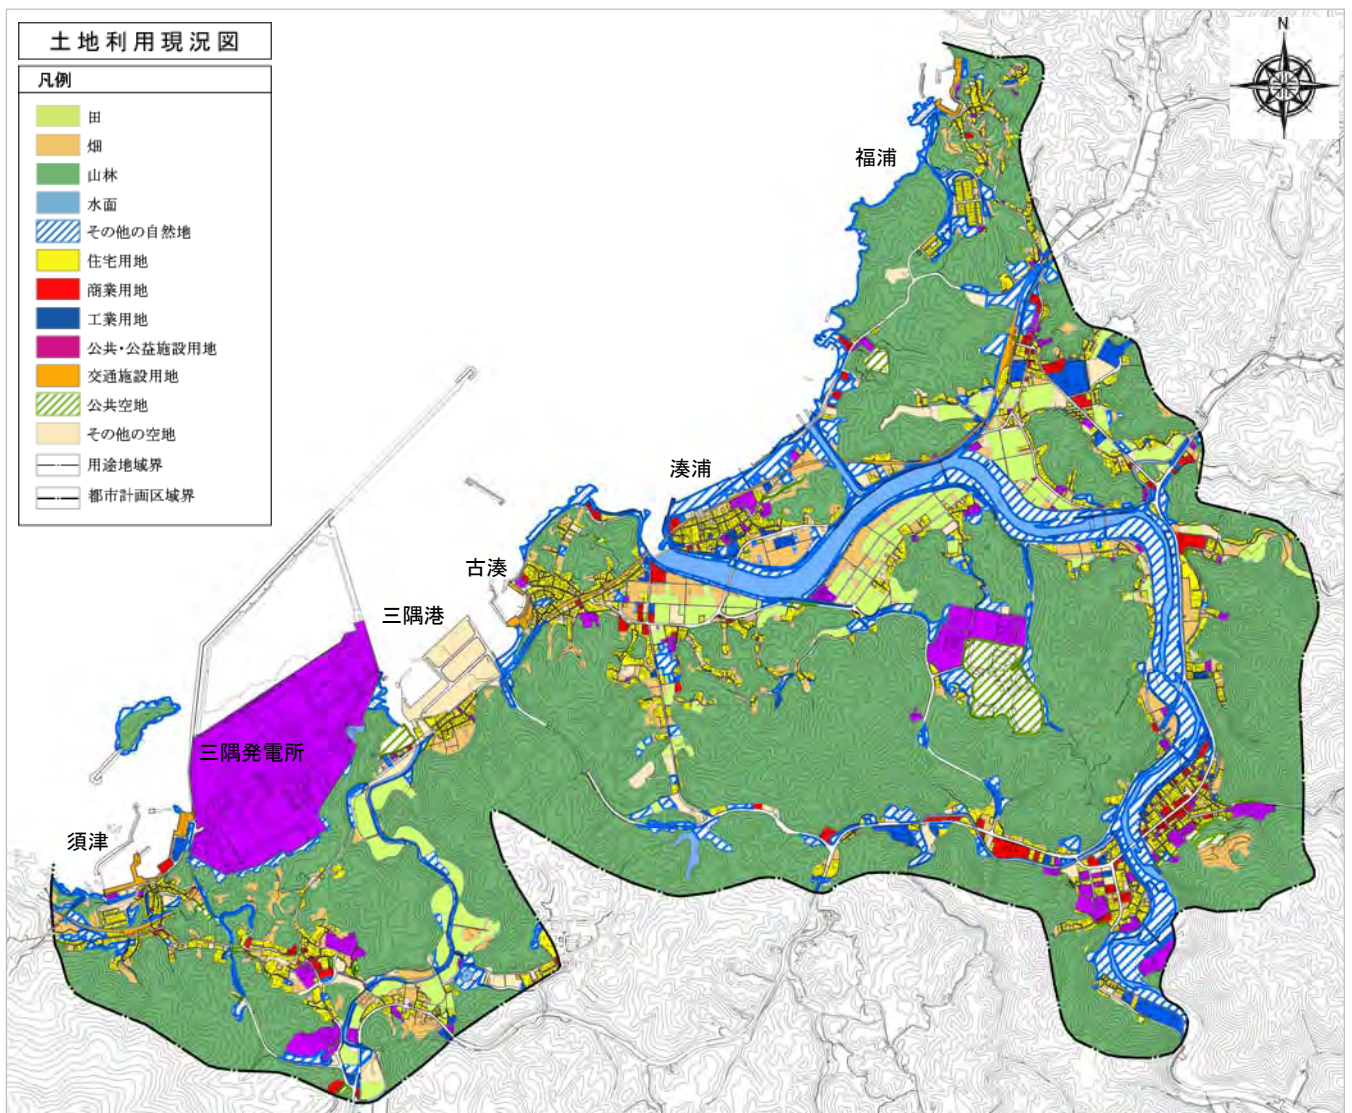 土地利用現況図
凡例
田
畑
山林
水面
その他の自然地
住宅用地
商業用地
工業用地
公共・公益施設用地
交通施設用地
公共空地
その他の空地
用途地域界
都市計画区域界
N
福浦
湊浦
古湊
三隅港
三隅発電所
須津